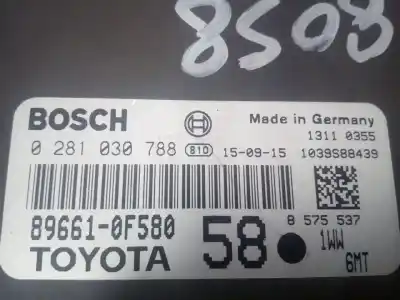 8508
BOSCH
Made in Germany
1311 0355
0 281 030 788 810 15-09-15 1039S88439
89661-0F580
58
8 575 537
1WW
TOYOTA
6MT